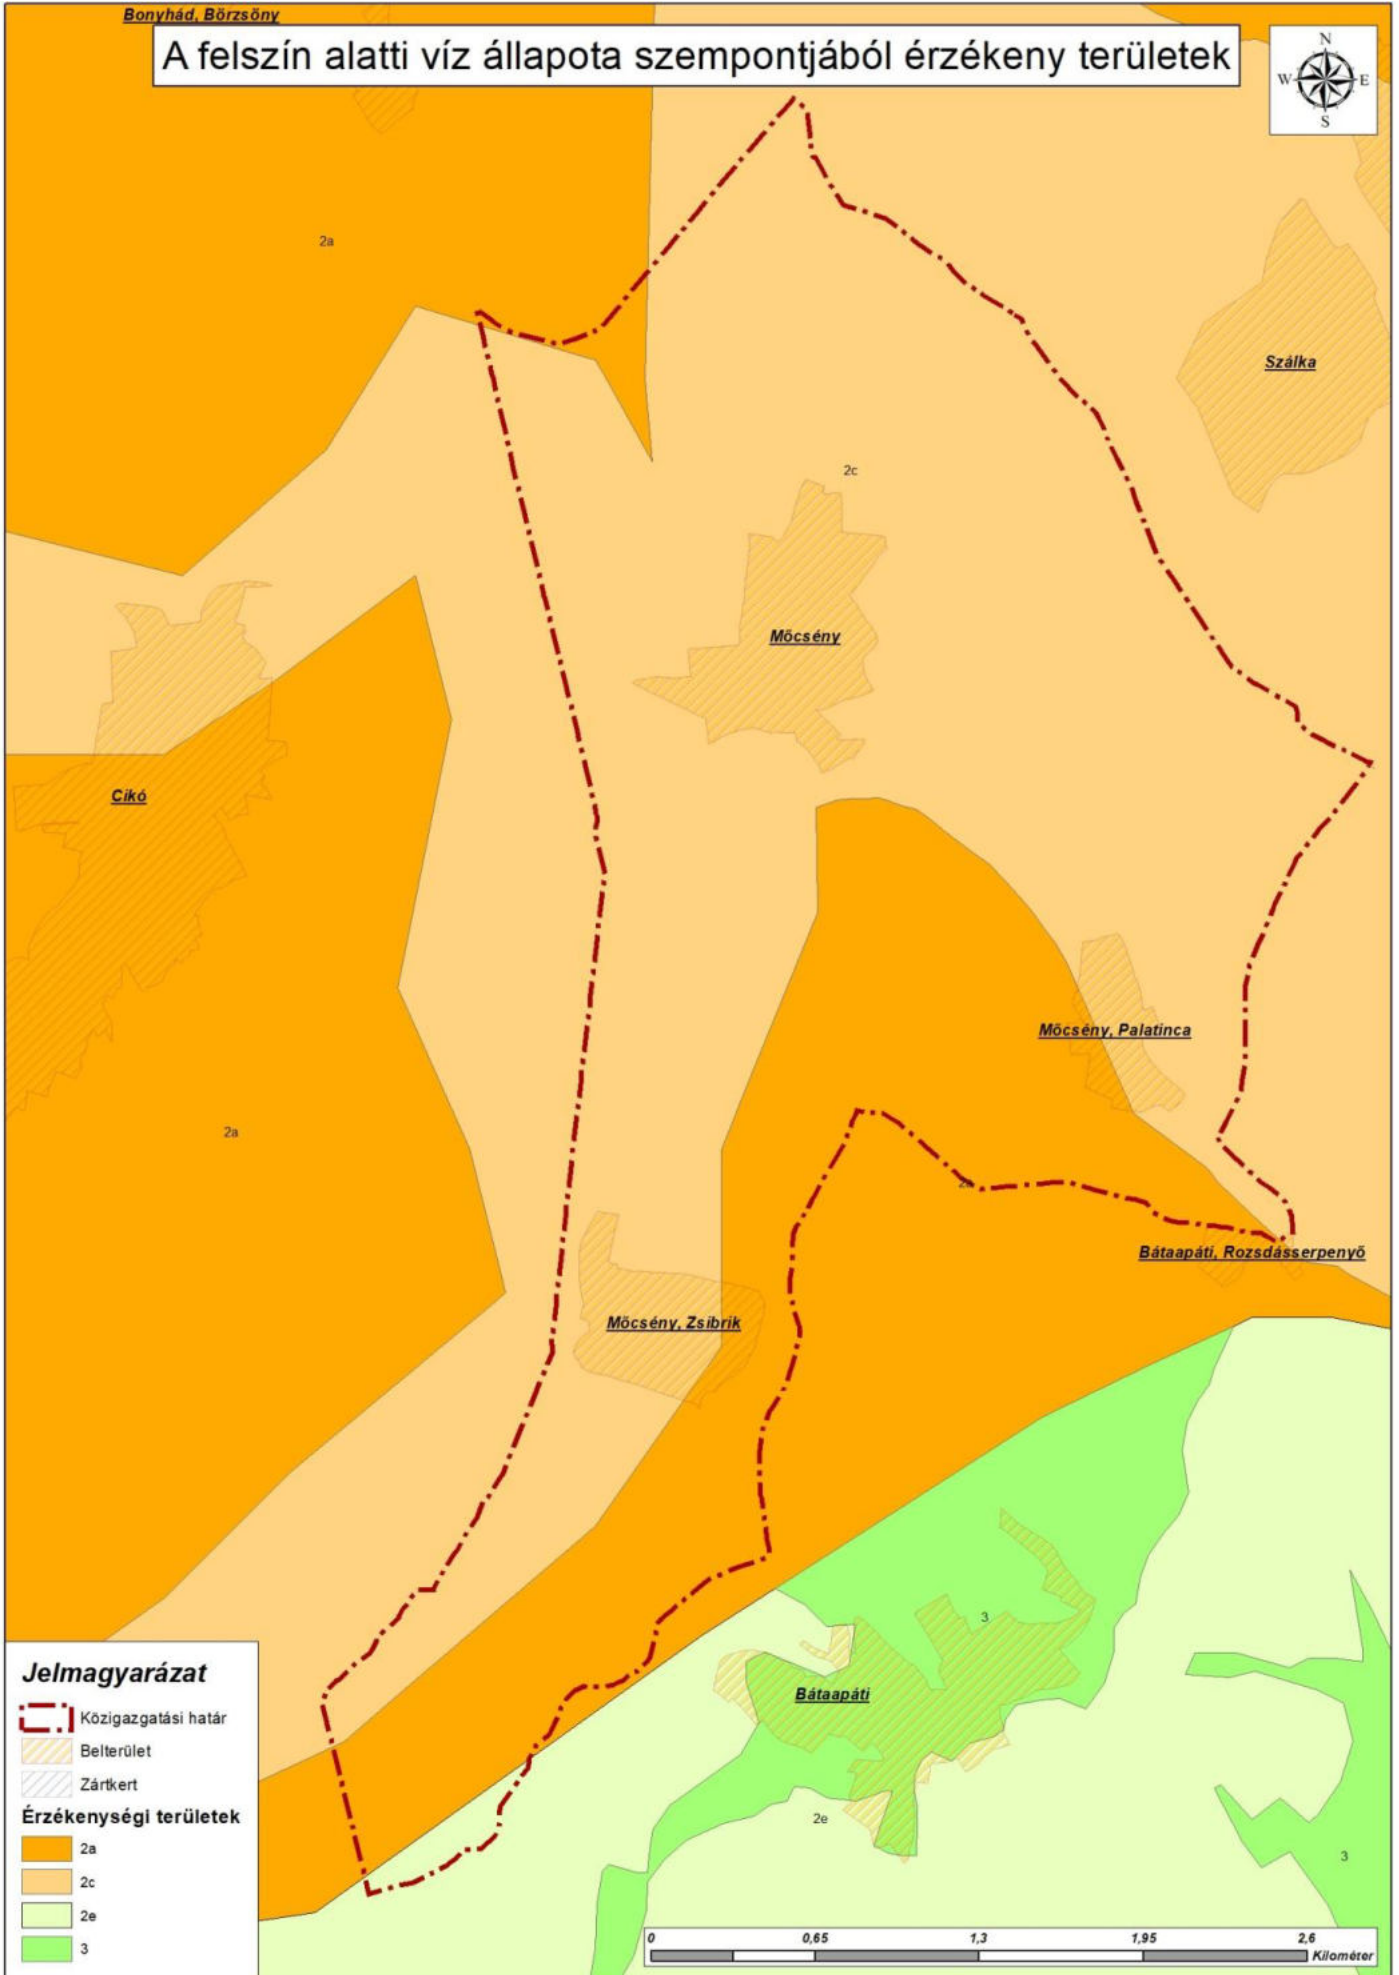 Bonyhád, Börzsöny
A felszín alatti víz állapota szempontjából érzékeny területek
N
W E
S
2a
Szálka
2c
Möcsény
Cikó
Möcsény, Palatinca
2a
Bátaapáti, Rozsdásserpenyő
Möcsény, Zsibrik
3
Bátaapáti
2e
3
Jelmagyarázat
Közigazgatási határ
Belterület
Zártkert
Érzékenységi területek
2a
2c
2e
3
0 0,65 1,3 1,95 2,6
Kilométer